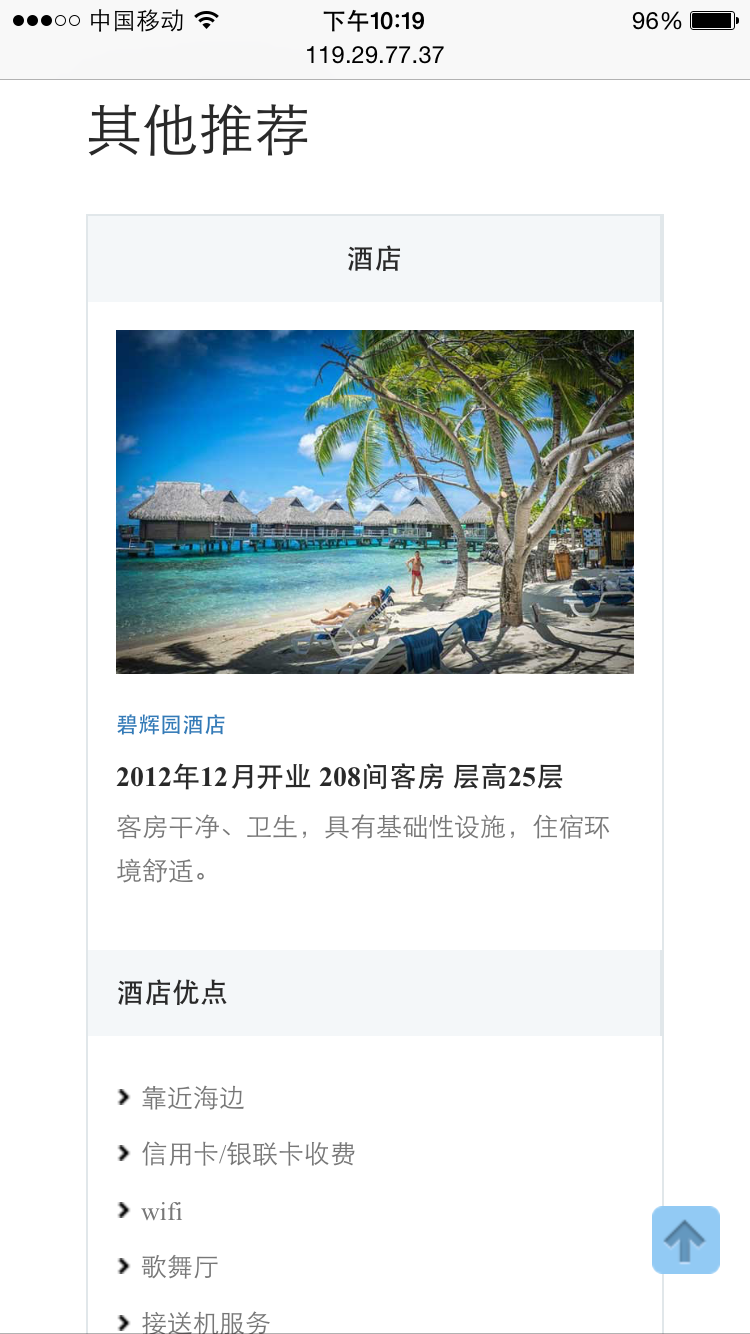 中国移动 下午10:19 96%
119.29.77.37
其他推荐
酒店
碧辉园酒店
2012年12月开业 208间客房 层高25层
客房干净、卫生，具有基础性设施，住宿环
境舒适。
酒店优点
靠近海边
信用卡/银联卡收费
wifi
歌舞厅
接送机服务